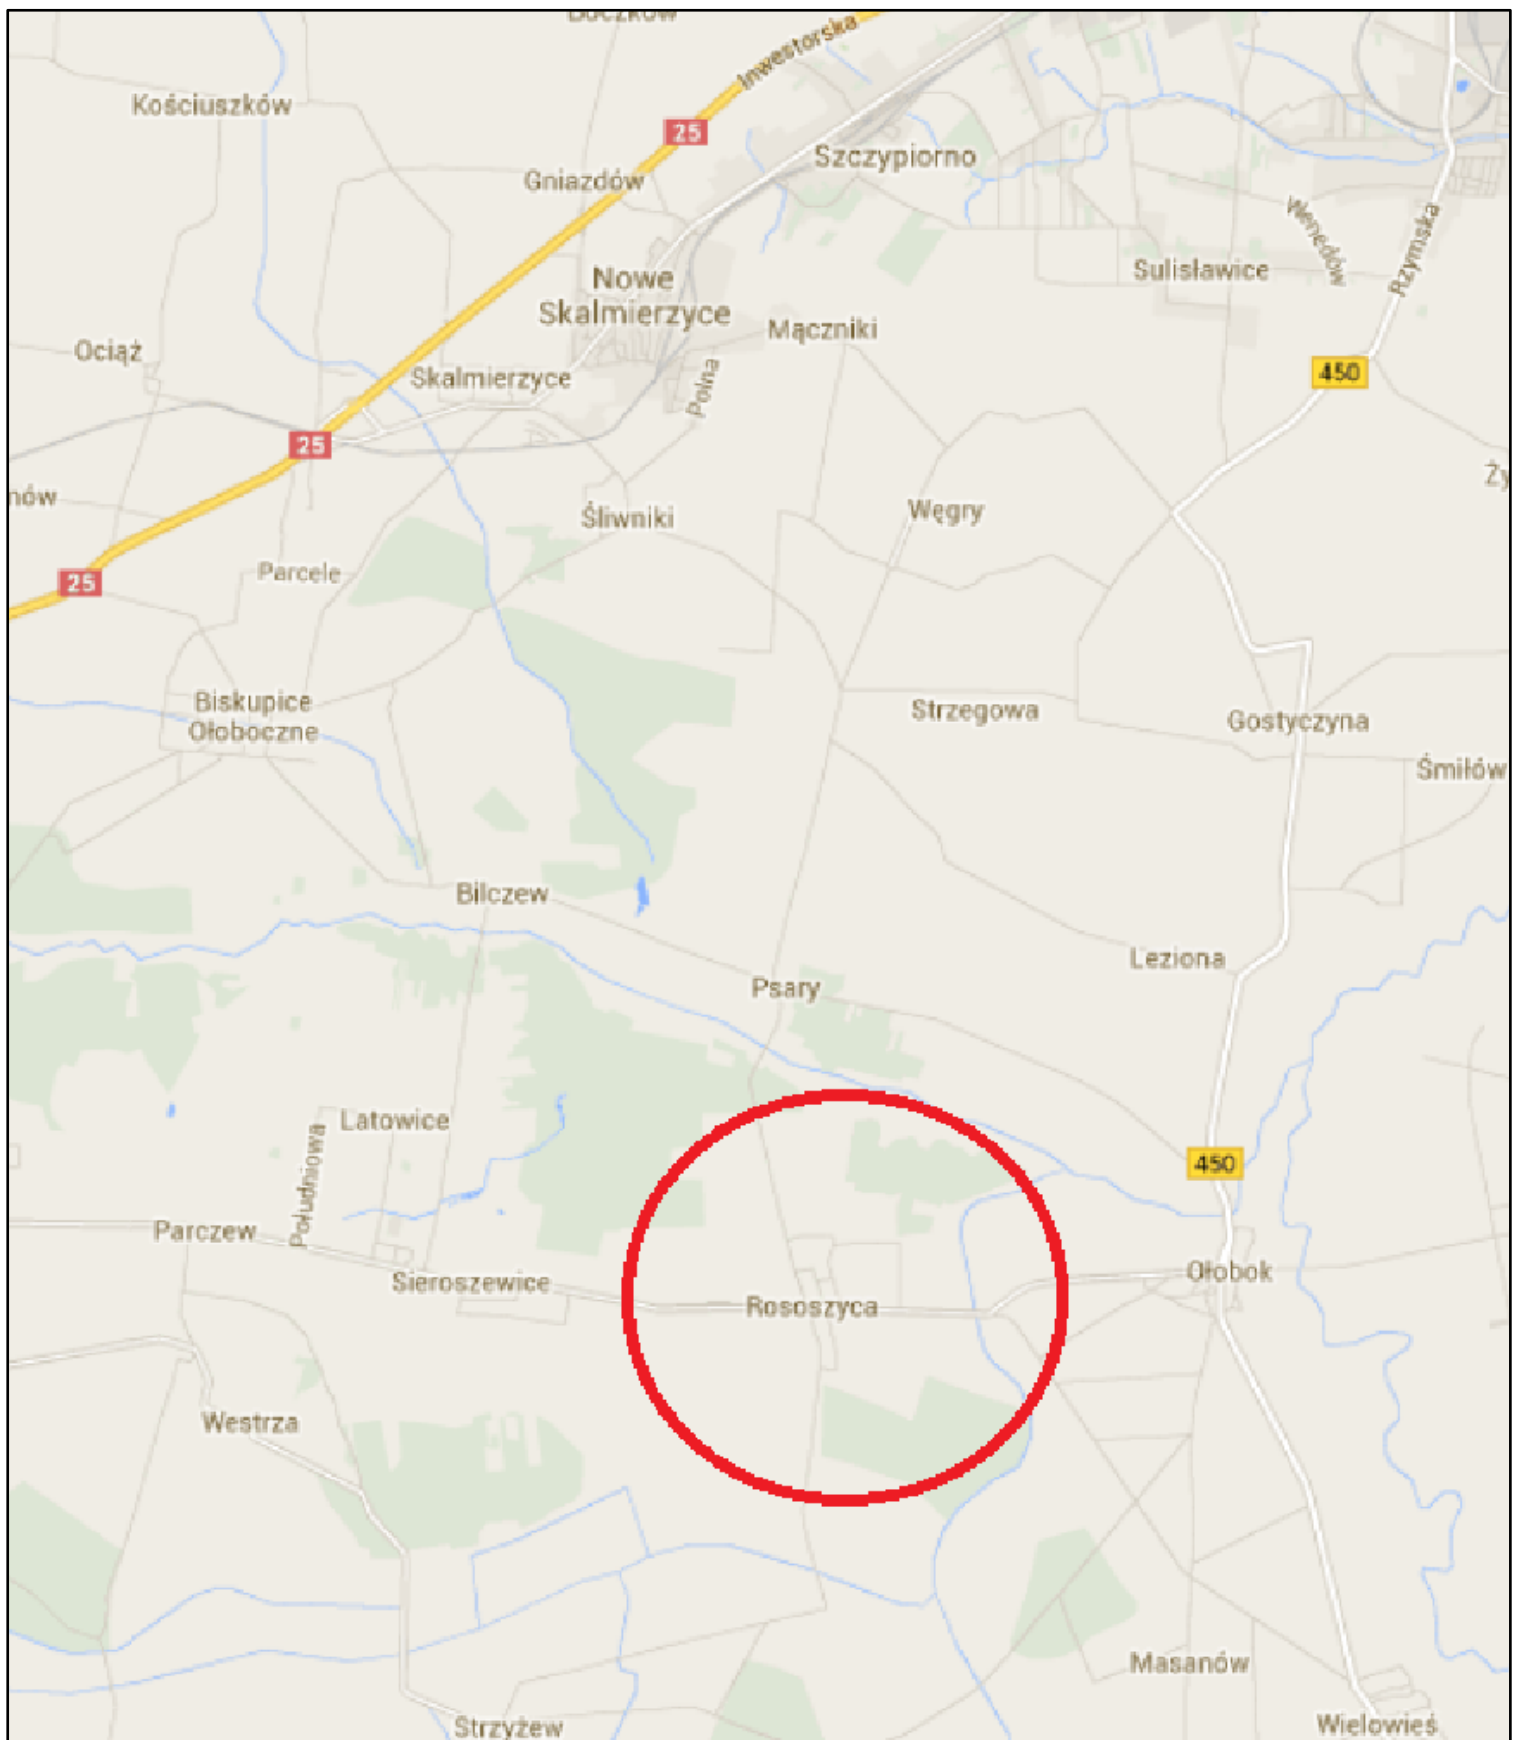 Inwestorska
Kościuszków
25
Szczypiorno
Gniazdów
Wenedów
Rzymska
Sulisławice
Nowe
Skalmierzyce
Mączniki
Ociąż
Skalmierzyce
Polna
450
25
Śliwniki
Węgry
Parcele
25
Biskupice
Ołoboczne
Strzegowa
Gostyczyna
Śmiłów
Bilczew
Leziona
Psary
Latowice
Południowa
450
Parczew
Sieroszewice
Ołobok
Rososzyca
Westrza
Masanów
Strzyżew
Wielowieś